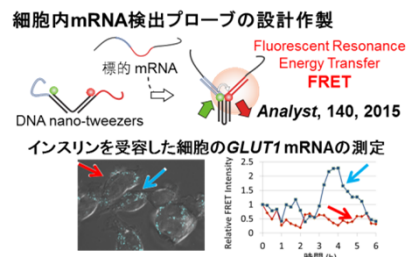 細胞内mRNA検出プローブの設計作製
標的 mRNA
Fluorescent Resonance
Energy Transfer
FRET
DNA nano-tweezers
Analyst, 140, 2015
インスリンを受容した細胞のGLUT1 mRNAの測定
Relative FRET Intensity
2.5
2.0
1.5
1.0
0.5
0.0
0 1 2 3 4 5 6
時間 (h)